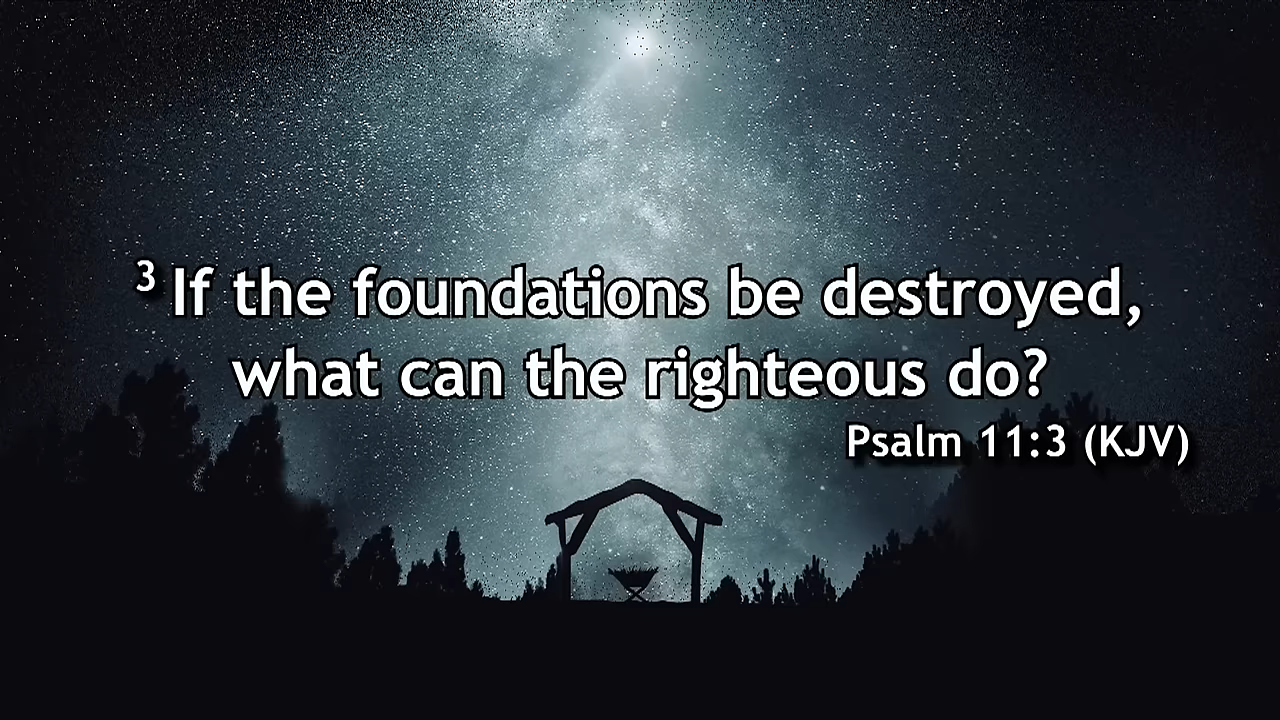 ³ If the foundations be destroyed,
what can the righteous do?
Psalm 11:3 (KJV)